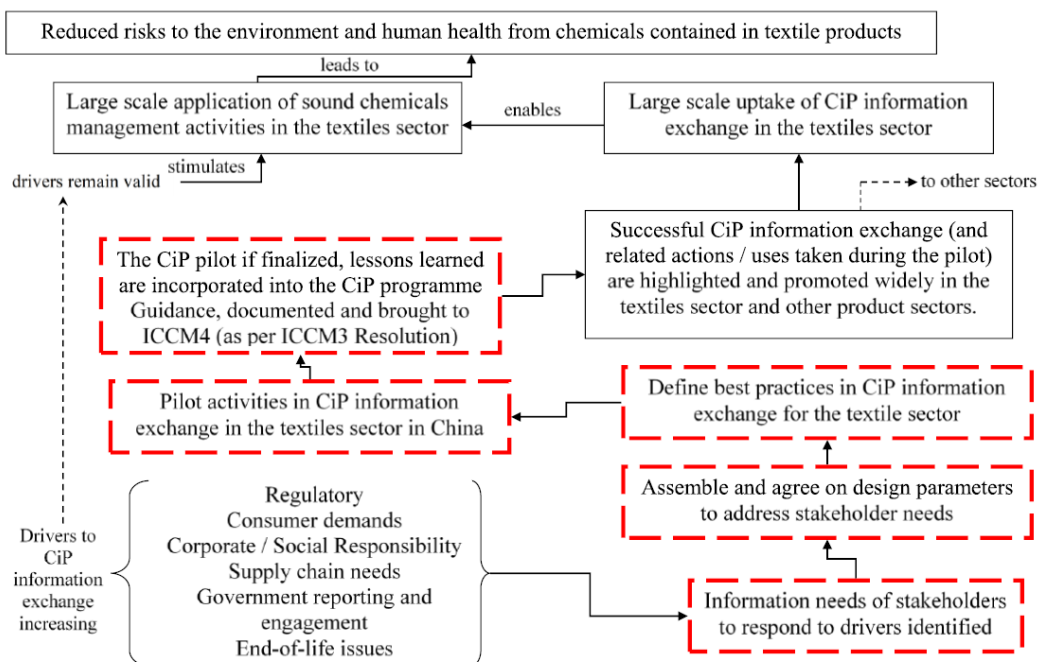 Reduced risks to the environment and human health from chemicals contained in textile products
leads to
Large scale application of sound chemicals
management activities in the textiles sector
enables
Large scale uptake of CiP information
exchange in the textiles sector
stimulates
drivers remain valid
to other sectors
Successful CiP information exchange (and
related actions / uses taken during the pilot)
are highlighted and promoted widely in the
textiles sector and other product sectors.
The CiP pilot if finalized, lessons learned
are incorporated into the CiP programme
Guidance, documented and brought to
ICCM4 (as per ICCM3 Resolution)
Pilot activities in CiP information
exchange in the textiles sector in China
Define best practices in CiP information
exchange for the textile sector
Assemble and agree on design parameters
to address stakeholder needs
Drivers to
CiP
information
exchange
increasing
Regulatory
Consumer demands
Corporate / Social Responsibility
Supply chain needs
Government reporting and
engagement
End-of-life issues
Information needs of stakeholders
to respond to drivers identified